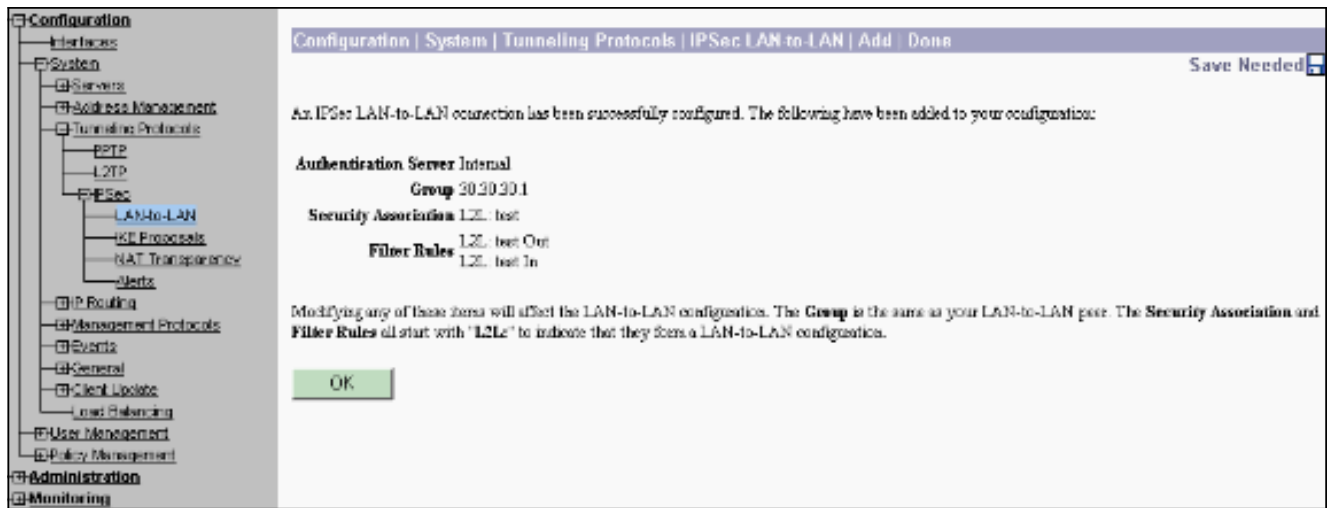 Configuration
Interfaces
System
Servers
Address Management
Tunneling Protocols
PPTP
L2TP
IPSec
LAN-to-LAN
IKE Proposals
NAT Transparency
Alerts
IP Routing
Management Protocols
Events
General
Client Update
Load Balancing
User Management
Policy Management
Administration
Monitoring
Configuration | System | Tunneling Protocols | IPSec LAN-to-LAN | Add | Done
Save Needed
An IPSec LAN-to-LAN connection has been successfully configured. The following have been added to your configuration:
Authentication Server Internal
Group 30.30.30.1
Security Association L2L: test
Filter Rules L2L: test Out
L2L: test In
Modifying any of these items will affect the LAN-to-LAN configuration. The Group is the same as your LAN-to-LAN peer. The Security Association and
Filter Rules all start with "L2L:" to indicate that they form a LAN-to-LAN configuration.
OK